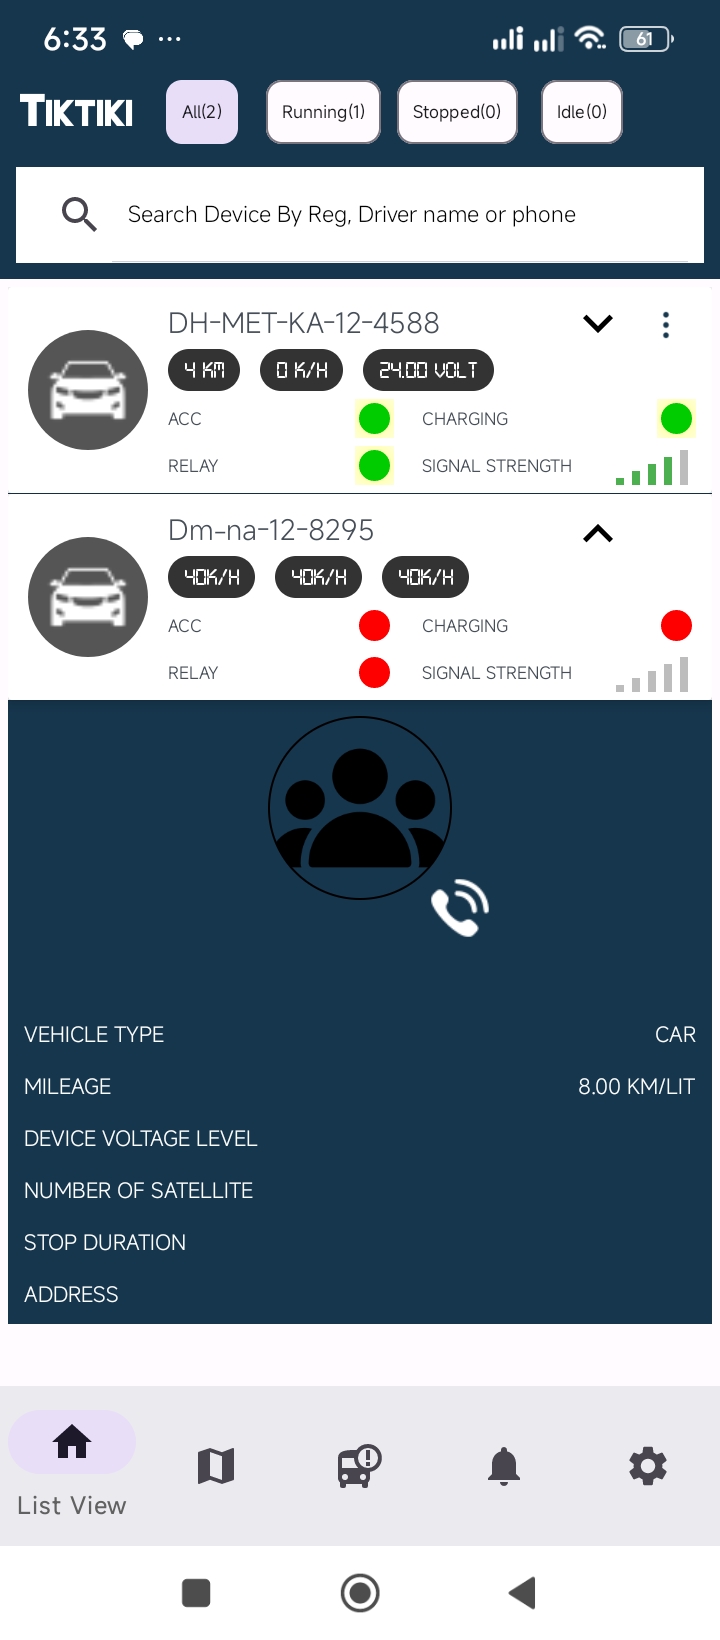 6:33 61
TIKTIKI All(2) Running(1) Stopped(0) Idle(0)
Search Device By Reg, Driver name or phone
DH-MET-KA-12-4588
4 KM 0 K/H 24.00 VOLT
ACC CHARGING
RELAY SIGNAL STRENGTH
Dm-na-12-8295
40K/H 40K/H 40K/H
ACC CHARGING
RELAY SIGNAL STRENGTH
VEHICLE TYPE CAR
MILEAGE 8.00 KM/LIT
DEVICE VOLTAGE LEVEL
NUMBER OF SATELLITE
STOP DURATION
ADDRESS
List View